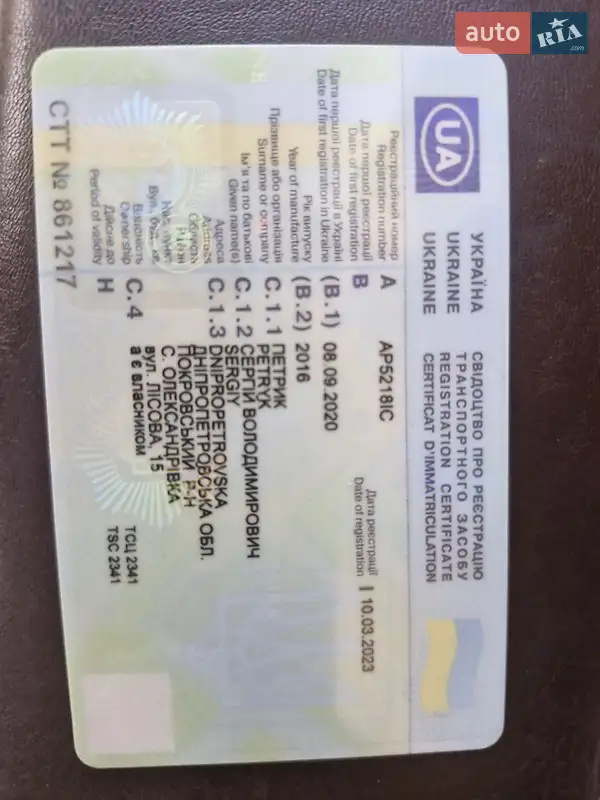 auto RIA .com
UA
УКРАЇНА
UKRAINE
UKRAINE
СВІДОЦТВО ПРО РЕЄСТРАЦІЮ
ТРАНСПОРТНОГО ЗАСОБУ
REGISTRATION CERTIFICATE
CERTIFICAT D'IMMATRICULATION
Реєстраційний номер
Registration number
A
AP5218IC
Дата першої реєстрації
Date of first registration
B
Дата реєстрації
Date of registration
I 10.03.2023
Дата першої реєстрації в Україні
Date of first registration in Ukraine
(B.1) 08.09.2020
Рік випуску
Year of manufacture
(B.2) 2016
Прізвище або організація
Surname or company
C.1.1 ПЕТРИК
PETRYK
Ім'я та по батькові
Given name(s)
C.1.2 СЕРГІЙ ВОЛОДИМИРОВИЧ
SERGIY
Адреса
Address
C.1.3 DNIPROPETROVSKA
Область
ДНІПРОПЕТРОВСЬКА ОБЛ.
Район
ПОКРОВСЬКИЙ Р-Н
С. ОЛЕКСАНДРІВКА
ВУЛ. ЛІСОВА, 15
Власність
Ownership
C.4
а є власником
ТСЦ 2341
TSC 2341
Дійсне до
Period of validity
H
СТТ № 861217